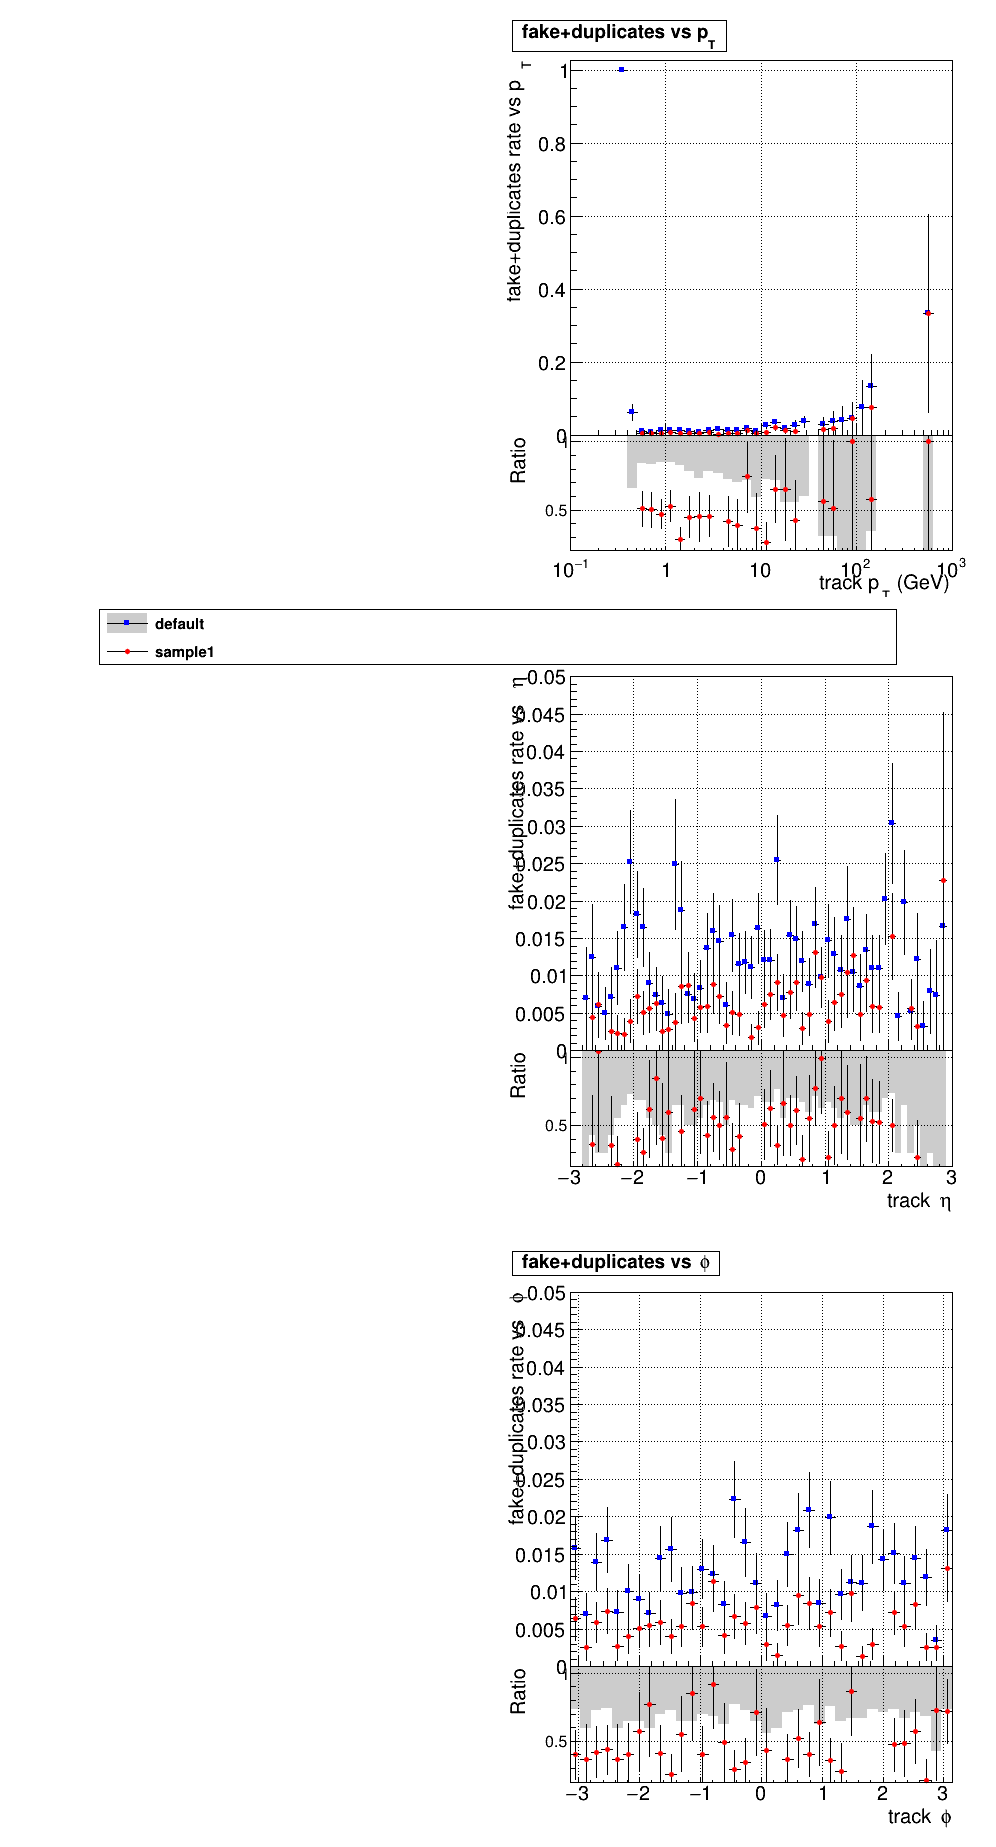 fake+duplicates vs p_T
fake+duplicates rate vs p_T
1
0.8
0.6
0.4
0.2
0
Ratio
1
0.5
10⁻¹ 1 10 10² 10³
track p_T (GeV)
default
sample1
fake+duplicates rate vs η
0.05
0.045
0.04
0.035
0.03
0.025
0.02
0.015
0.01
0.005
0
Ratio
1
0.5
−3 −2 −1 0 1 2 3
track η
fake+duplicates vs φ
fake+duplicates rate vs φ
0.05
0.045
0.04
0.035
0.03
0.025
0.02
0.015
0.01
0.005
0
Ratio
1
0.5
−3 −2 −1 0 1 2 3
track φ